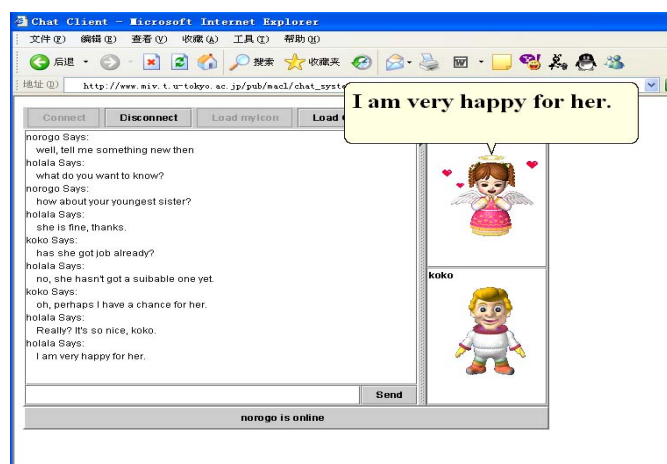 Chat Client - Microsoft Internet Explorer
文件(F) 编辑(E) 查看(V) 收藏(A) 工具(T) 帮助(H)
后退 搜索 收藏夹
地址(D) http://www.miv.t.u-tokyo.ac.jp/pub/macl/chat_syste
I am very happy for her.
Connect Disconnect Load myIcon Load
norogo Says:
well, tell me something new then
holala Says:
what do you want to know?
norogo Says:
how about your youngest sister?
holala Says:
she is fine, thanks.
koko Says:
has she got job already?
holala Says:
no, she hasn't got a suibable one yet.
koko Says:
oh, perhaps I have a chance for her.
holala Says:
Really? It's so nice, koko.
holala Says:
I am very happy for her.
koko
Send
norogo is online